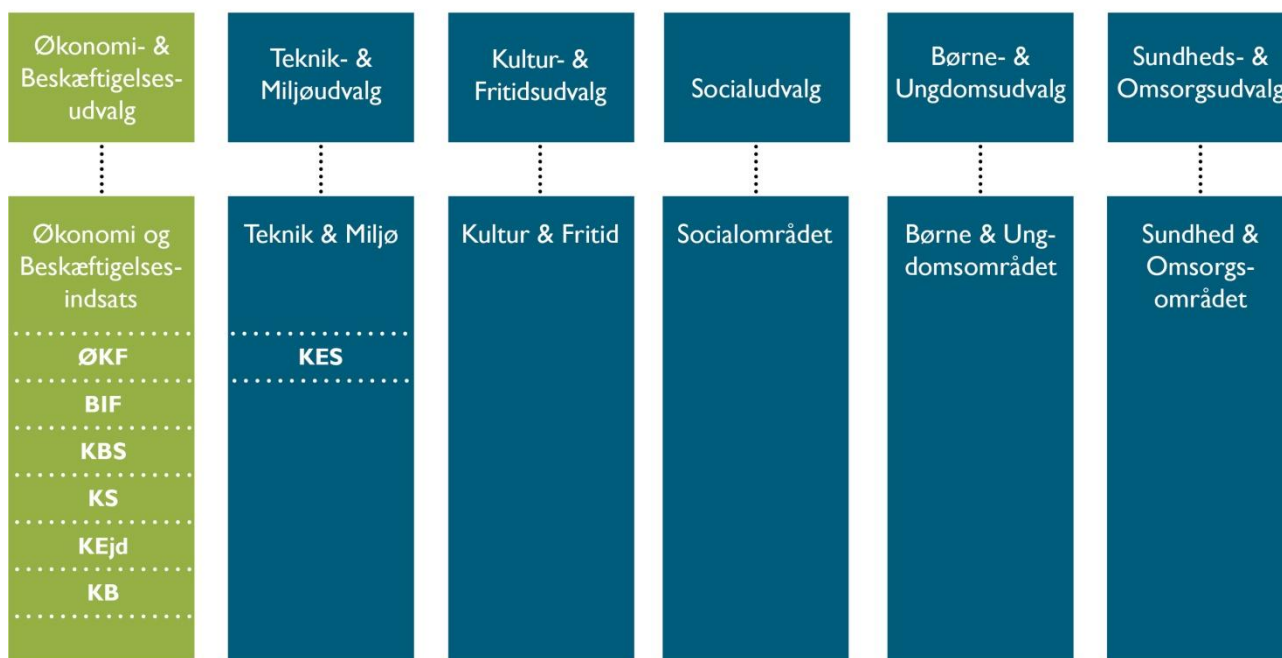 Økonomi- &
Beskæftigelses-
udvalg
Teknik- &
Miljøudvalg
Kultur- &
Fritidsudvalg
Socialudvalg
Børne- &
Ungdomsudvalg
Sundheds- &
Omsorgsudvalg
Økonomi og
Beskæftigelses-
indsats
ØKF
BIF
KBS
KS
KEjd
KB
Teknik & Miljø
KES
Kultur & Fritid
Socialområdet
Børne & Ung-
domsområdet
Sundhed &
Omsorgs-
området